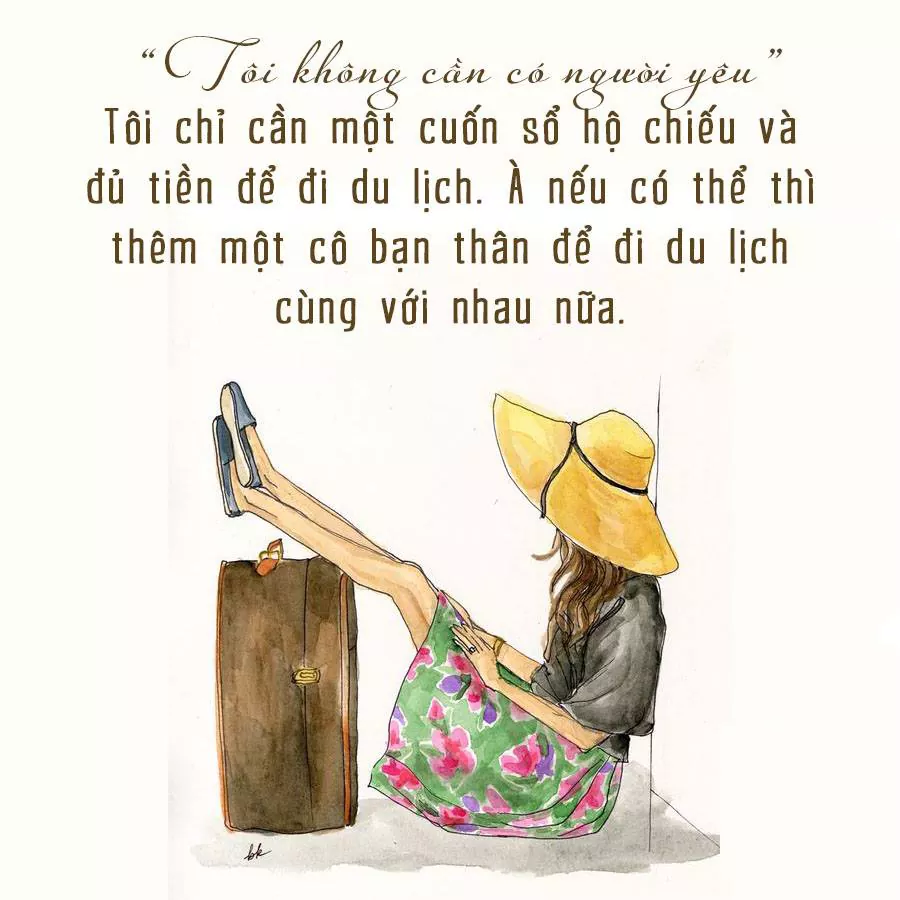 “Tôi không cần có người yêu”
Tôi chỉ cần một cuốn sổ hộ chiếu và
đủ tiền để đi du lịch. À nếu có thể thì
thêm một cô bạn thân để đi du lịch
cùng với nhau nữa.
bk